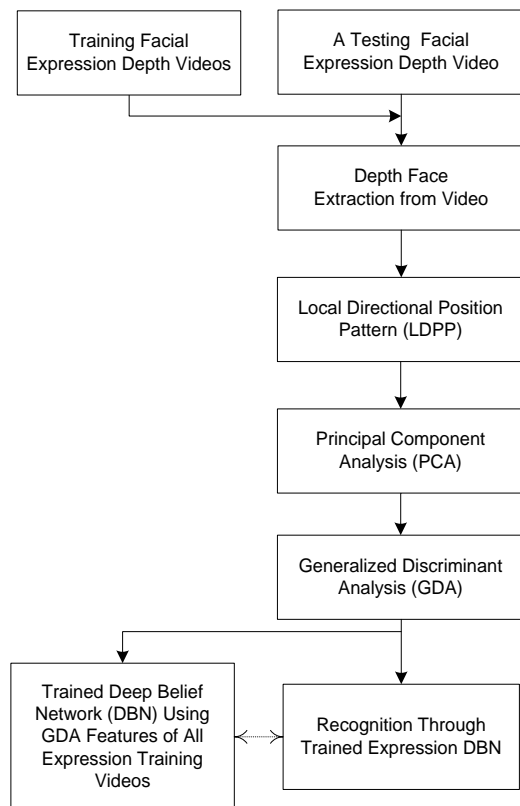 Training Facial
Expression Depth Videos
A Testing Facial
Expression Depth Video
Depth Face
Extraction from Video
Local Directional Position
Pattern (LDPP)
Principal Component
Analysis (PCA)
Generalized Discriminant
Analysis (GDA)
Trained Deep Belief
Network (DBN) Using
GDA Features of All
Expression Training
Videos
Recognition Through
Trained Expression DBN